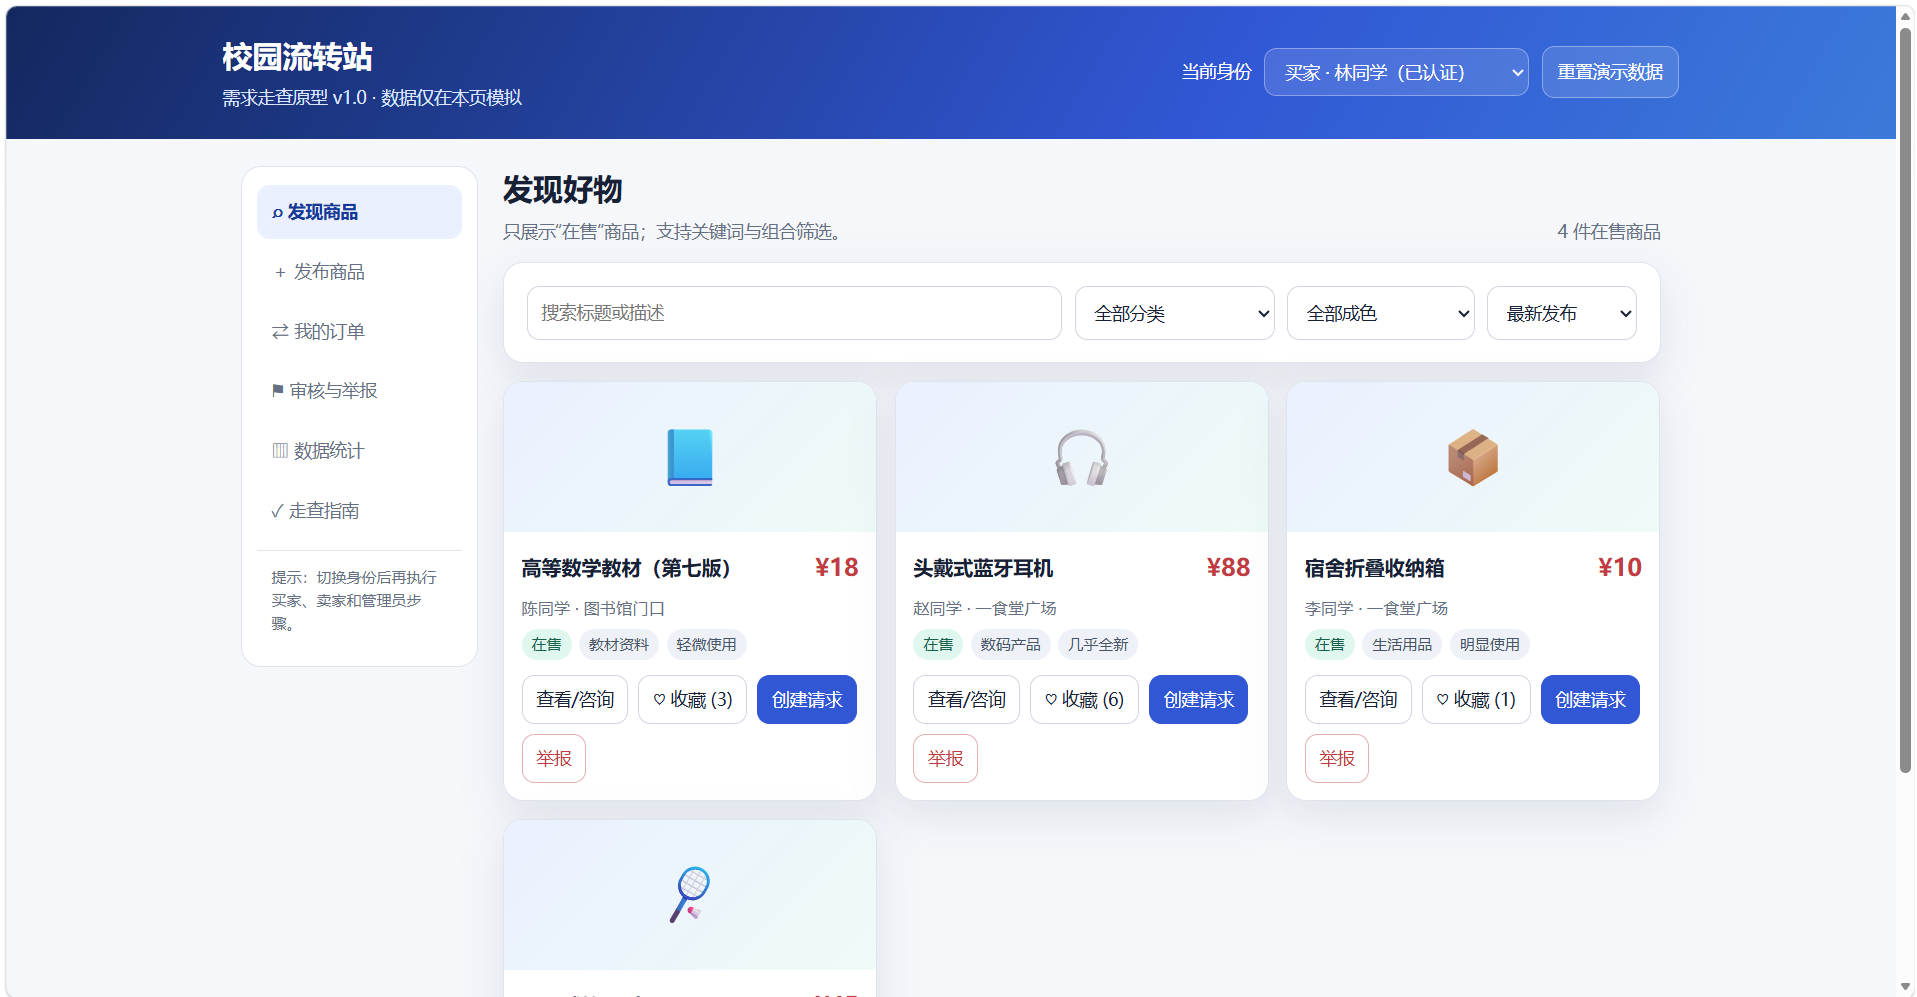 校园流转站
需求走查原型 v1.0 · 数据仅在本页模拟
当前身份
买家 · 林同学（已认证）
重置演示数据
发现商品
+ 发布商品
⇄ 我的订单
⚑ 审核与举报
▥ 数据统计
✓ 走查指南
提示：切换身份后再执行
买家、卖家和管理员步
骤。
发现好物
只展示“在售”商品；支持关键词与组合筛选。
4 件在售商品
搜索标题或描述
全部分类
全部成色
最新发布
高等数学教材（第七版）
¥18
陈同学 · 图书馆门口
在售
教材资料
轻微使用
查看/咨询
♡ 收藏 (3)
创建请求
举报
头戴式蓝牙耳机
¥88
赵同学 · 一食堂广场
在售
数码产品
几乎全新
查看/咨询
♡ 收藏 (6)
创建请求
举报
宿舍折叠收纳箱
¥10
李同学 · 一食堂广场
在售
生活用品
明显使用
查看/咨询
♡ 收藏 (1)
创建请求
举报